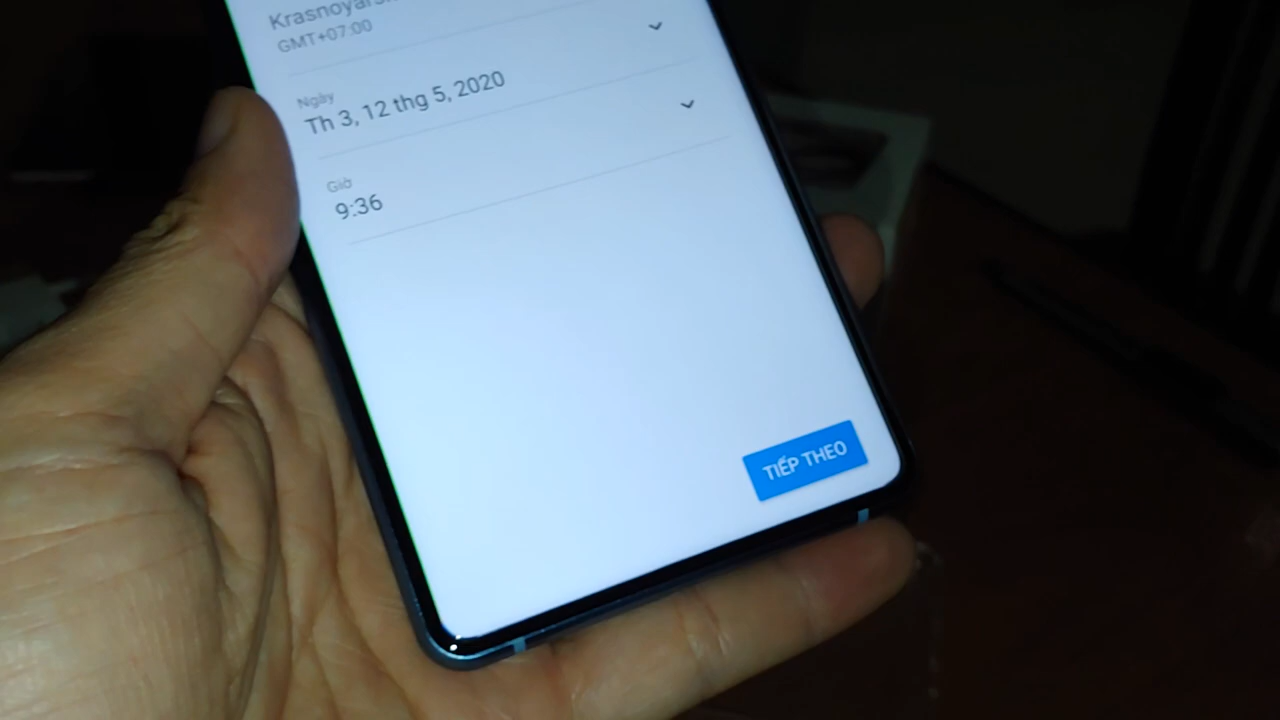 GMT+07:00
Ngày
Th 3, 12 thg 5, 2020
Giờ
9:36
TIẾP THEO